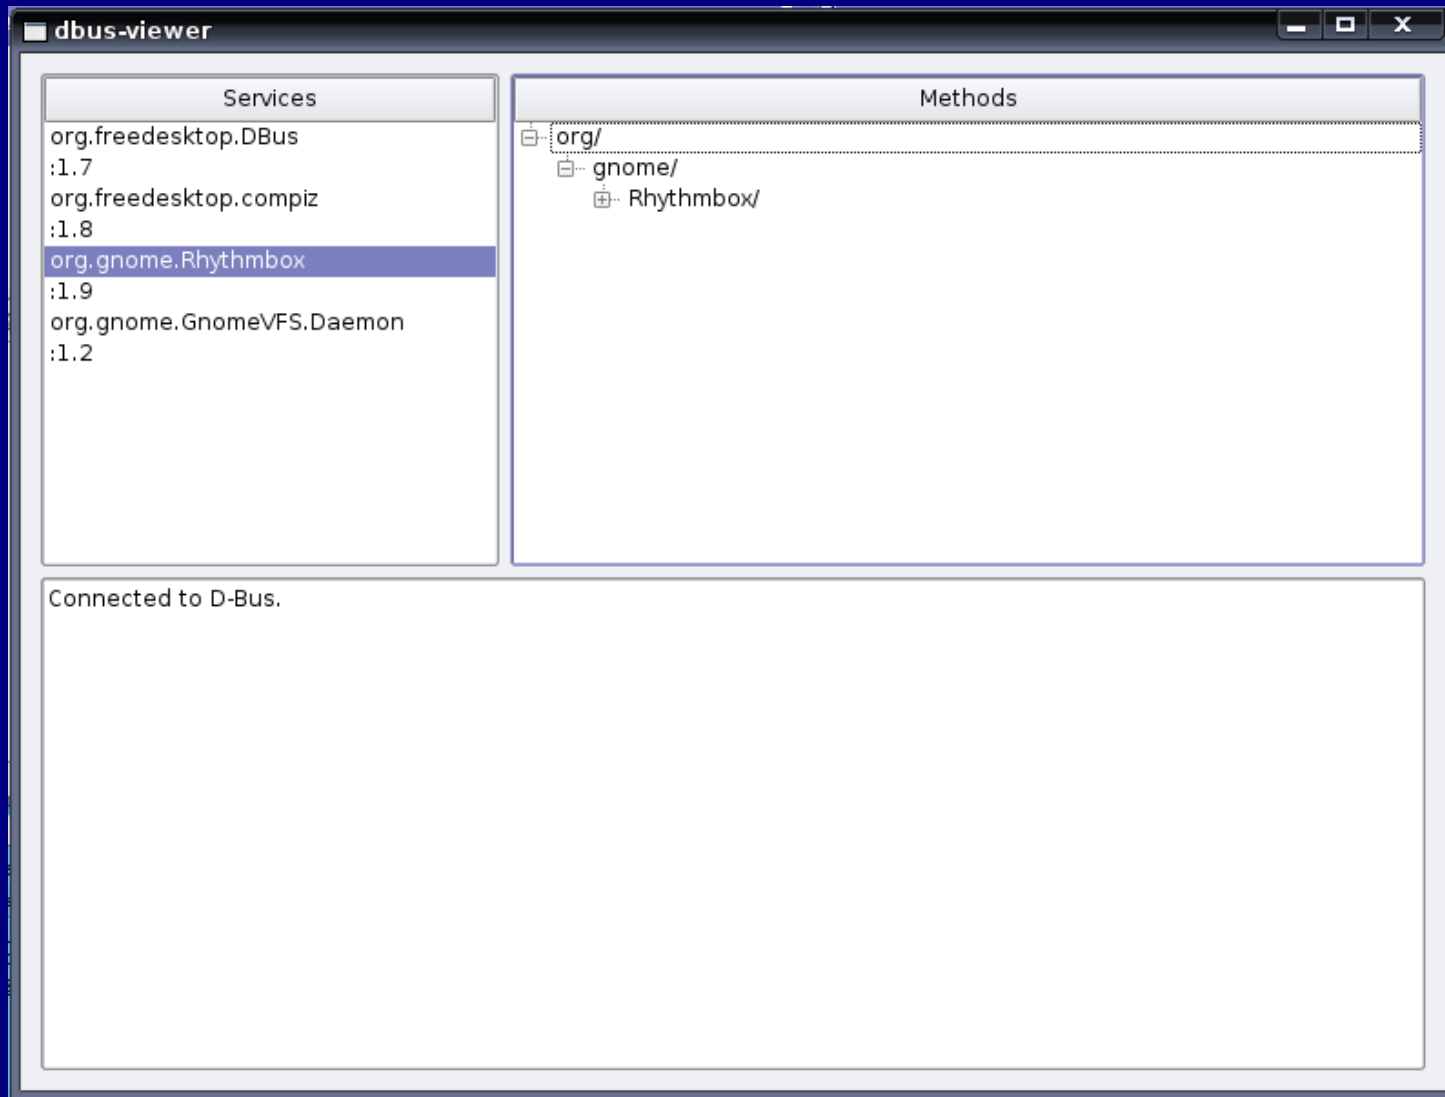 dbus-viewer
Services
org.freedesktop.DBus
:1.7
org.freedesktop.compiz
:1.8
org.gnome.Rhythmbox
:1.9
org.gnome.GnomeVFS.Daemon
:1.2
Methods
org/
gnome/
Rhythmbox/
Connected to D-Bus.